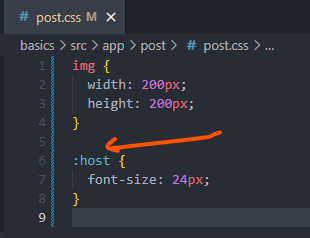 # post.css M ×
basics > src > app > post > # post.css > ...
1 img {
2   width: 200px;
3   height: 200px;
4 }
5
6 :host {
7   font-size: 24px;
8 }
9